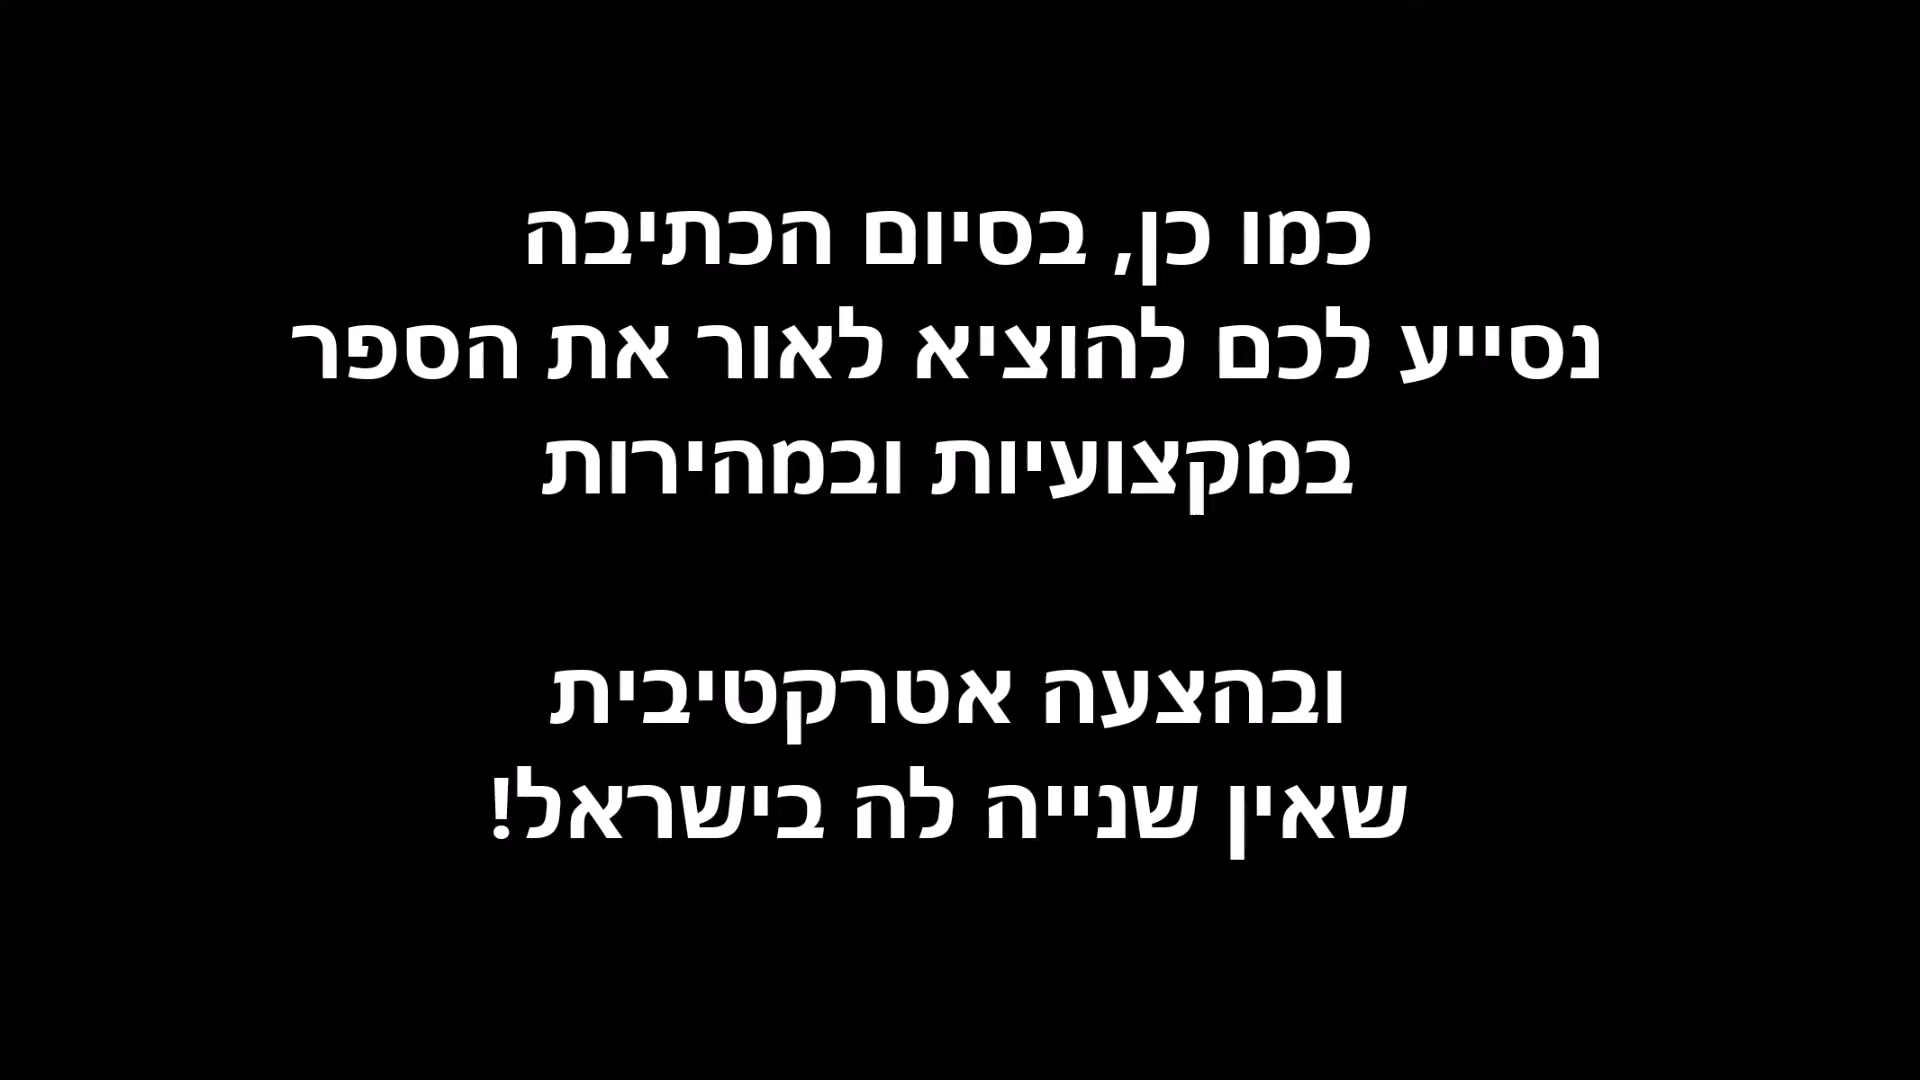 כמו כן, בסיום הכתיבה
נסייע לכם להוציא לאור את הספר
במקצועיות ובמהירות
ובהצעה אטרקטיבית
שאין שנייה לה בישראל!